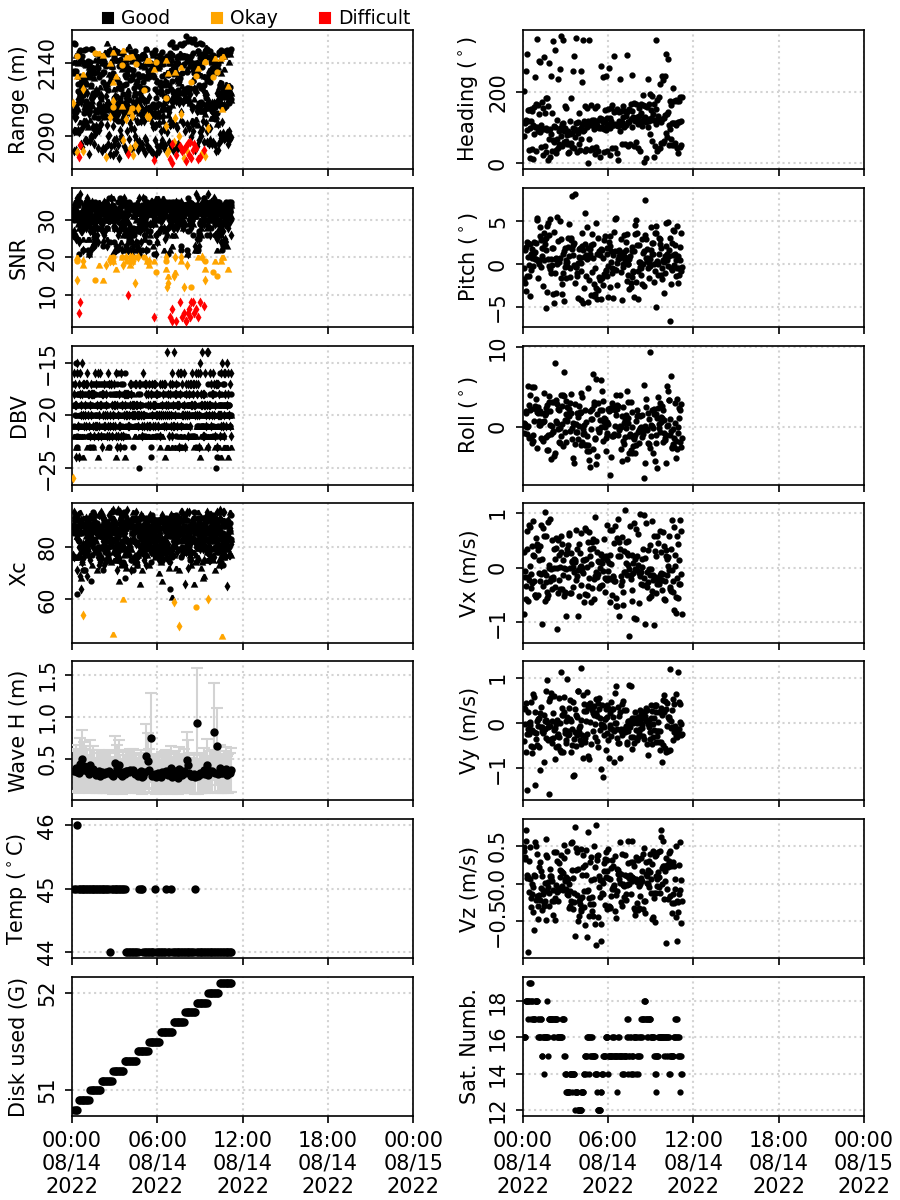 Good Okay Difficult
Range (m)
2140
2090
Heading (°)
200
0
SNR
30
20
10
Pitch (°)
5
0
−5
DBV
−15
−20
−25
Roll (°)
10
0
Xc
80
60
Vx (m/s)
1
0
−1
Wave H (m)
1.5
1.0
0.5
Vy (m/s)
1
0
−1
Temp (°C)
46
45
44
Vz (m/s)
0.5
0.0
−0.5
Disk used (G)
52
51
Sat. Numb.
18
16
14
12
00:00 06:00 12:00 18:00 00:00 00:00 06:00 12:00 18:00 00:00
08/14 08/14 08/14 08/14 08/15 08/14 08/14 08/14 08/14 08/15
2022 2022 2022 2022 2022 2022 2022 2022 2022 2022